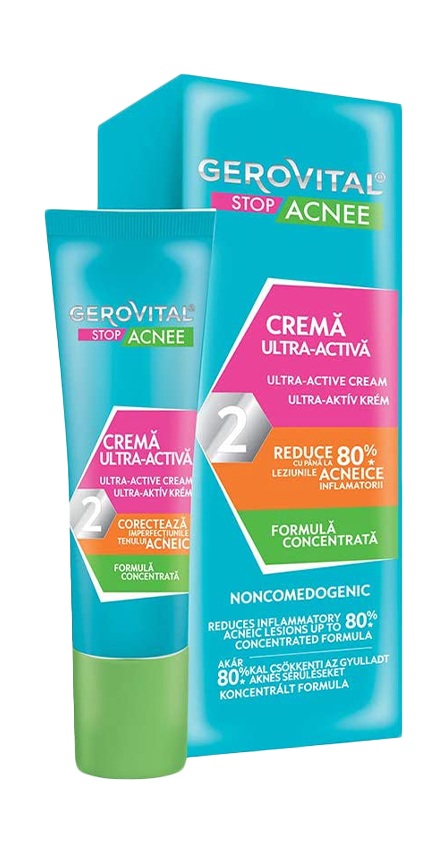 GEROVITAL®
STOP ACNEE
CREMĂ
ULTRA-ACTIVĂ
ULTRA-ACTIVE CREAM
ULTRA-AKTÍV KRÉM
2
REDUCE
CU PÂNĂ LA 80%*
LEZIUNILE ACNEICE
INFLAMATORII
FORMULĂ
CONCENTRATĂ
NONCOMEDOGENIC
REDUCES INFLAMMATORY
ACNEIC LESIONS UP TO 80%*
CONCENTRATED FORMULA
AKÁR
80%*KAL CSÖKKENTI AZ GYULLADT
AKNÉS SÉRÜLÉSEKET
KONCENTRÁLT FORMULA
GEROVITAL®
STOP ACNEE
CREMĂ
ULTRA-ACTIVĂ
ULTRA-ACTIVE CREAM
ULTRA-AKTÍV KRÉM
2
CORECTEAZĂ
IMPERFECȚIUNILE
TENULUI ACNEIC
FORMULĂ
CONCENTRATĂ